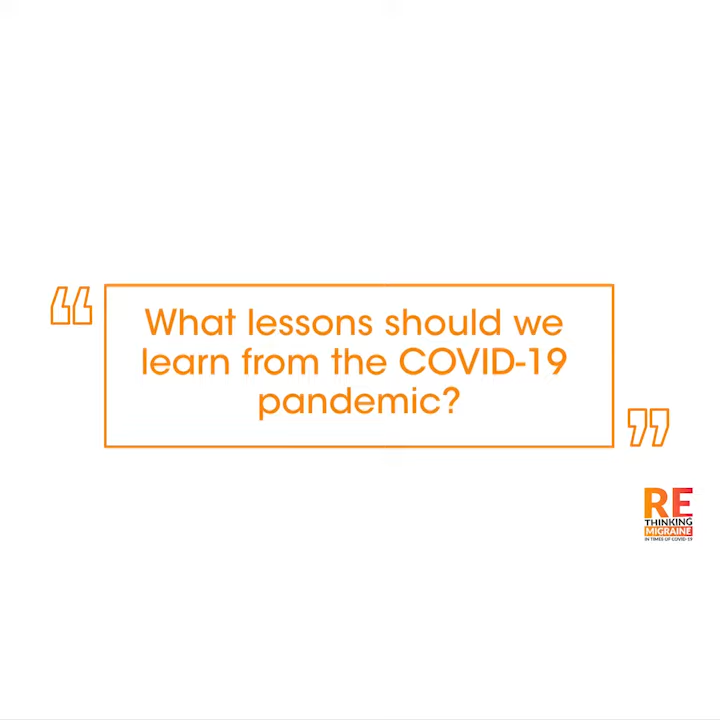 “
What lessons should we
learn from the COVID-19
pandemic?
”
RE
THINKING
MIGRAINE
IN TIMES OF COVID-19